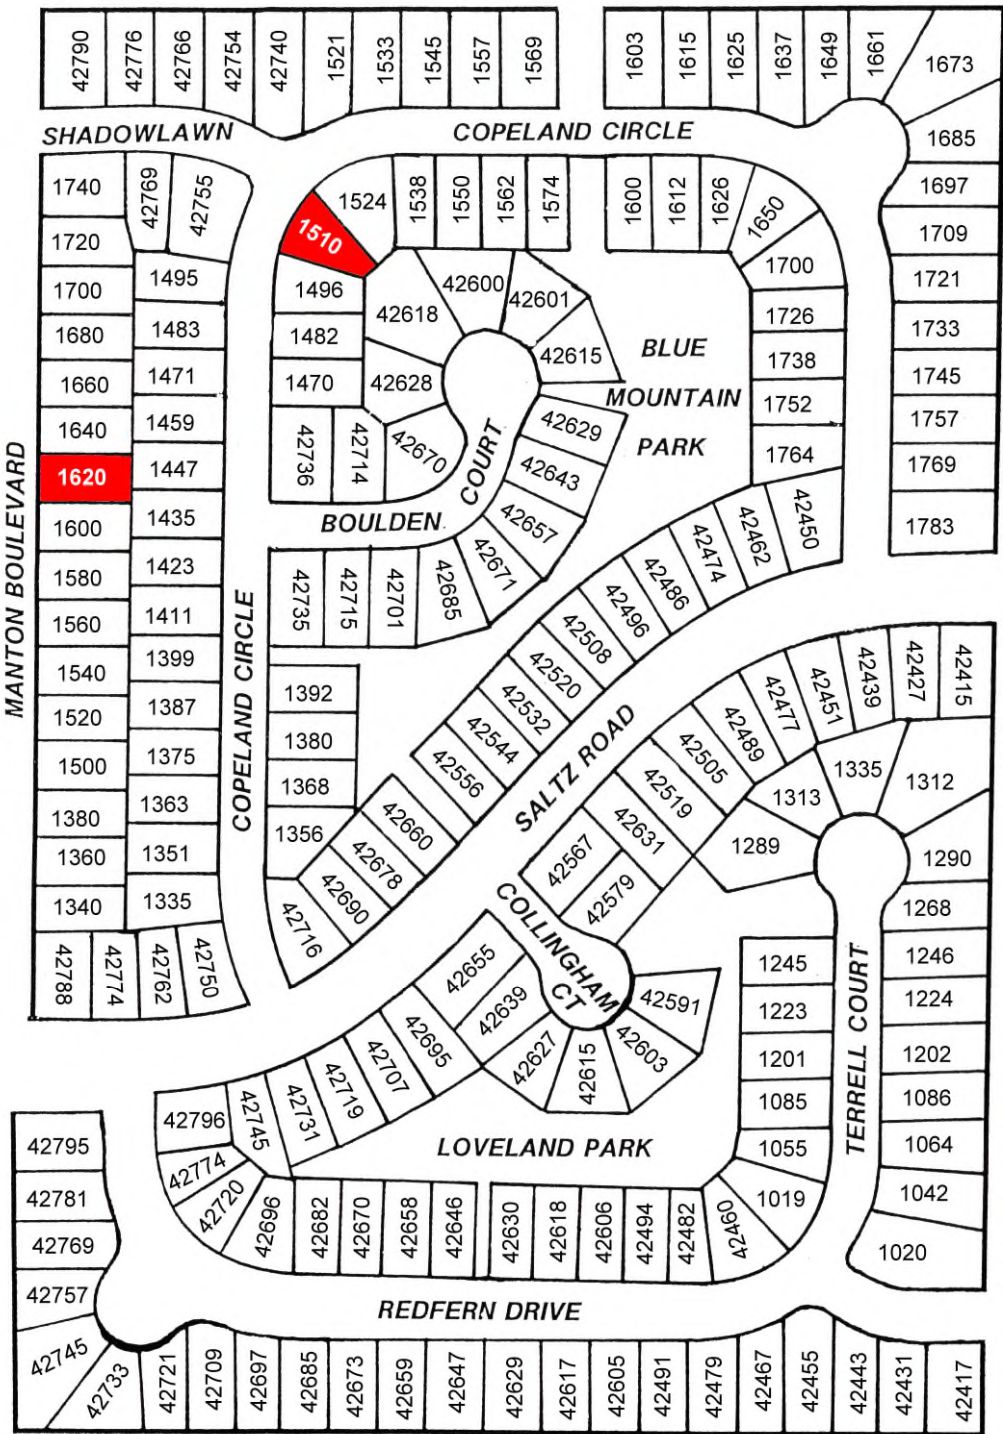 42790 42776 42766 42754 42740 1521 1533 1545 1557 1569 1603 1615 1625 1637 1649 1661 1673
1685
SHADOWLAWN
COPELAND CIRCLE
1740 42769 42755 1524 1538 1550 1562 1574 1600 1612 1626 1650 1697
1720 1510 1709
1700 1495 1496 42618 42600 42601 1700 1721
1680 1483 1482 42615 BLUE 1726 1733
1660 1471 1470 42628 MOUNTAIN 1738 1745
1640 1459 42736 42714 42670 42629 PARK 1752 1757
1620 1447 42643 1764 1769
1600 1435 BOULDEN COURT 42657 42450 1783
1580 1423 42735 42715 42701 42685 42671 42486 42474 42462
1560 1411 42508 42496
1540 1399 1392 42520
1520 1387 1380 42532
1500 1375 1368 42544
1380 1363 1356 42556
1360 1351 42660
1340 1335 42678
42788 42774 42762 42750 42716 42690
MANTON BOULEVARD
COPELAND CIRCLE
SALTZ ROAD
42519 42505 42489 42477 42451 42439 42427 42415
42567 42631 1313 1335 1312
42579 1289 1290
COLLINGHAM
CT
42655 1268
42639 42591 1245 1246
42695 42627 42615 42603 1223 1224
42707 1201 1202
42719 1085 1086
42796 42745 42731 LOVELAND PARK 1055 1064
42774 1019 1042
42720 1020
42696 42682 42670 42658 42646 42630 42618 42606 42494 42482 42460
TERRELL COURT
42795
42781
42769
42757
REDFERN DRIVE
42745 42733 42721 42709 42697 42685 42673 42659 42647 42629 42617 42605 42491 42479 42467 42455 42443 42431 42417